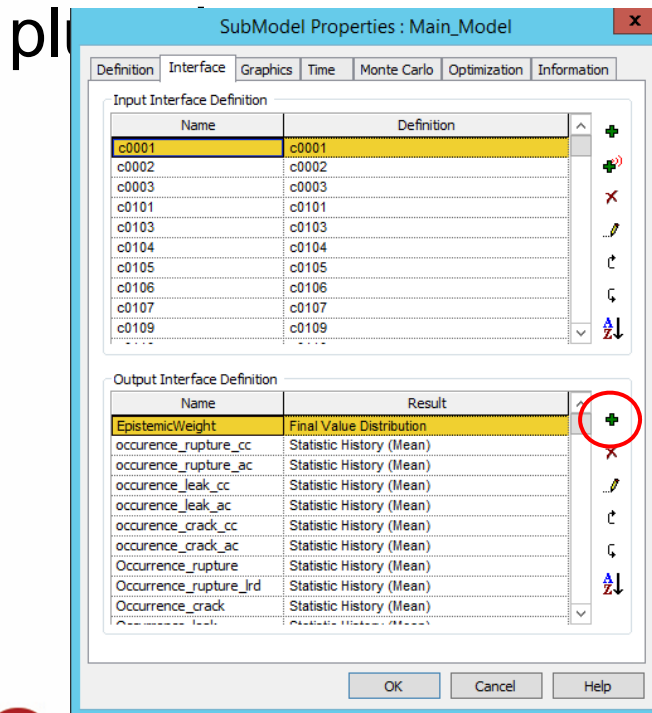 SubModel Properties : Main_Model
x
Definition Interface Graphics Time Monte Carlo Optimization Information
Input Interface Definition
Name Definition
c0001 c0001
c0002 c0002
c0003 c0003
c0101 c0101
c0103 c0103
c0104 c0104
c0105 c0105
c0106 c0106
c0107 c0107
c0109 c0109
Output Interface Definition
Name Result
EpistemicWeight Final Value Distribution
occurence_rupture_cc Statistic History (Mean)
occurence_rupture_ac Statistic History (Mean)
occurence_leak_cc Statistic History (Mean)
occurence_leak_ac Statistic History (Mean)
occurence_crack_cc Statistic History (Mean)
occurence_crack_ac Statistic History (Mean)
Occurrence_rupture Statistic History (Mean)
Occurrence_rupture_lrd Statistic History (Mean)
Occurrence_crack Statistic History (Mean)
OK Cancel Help